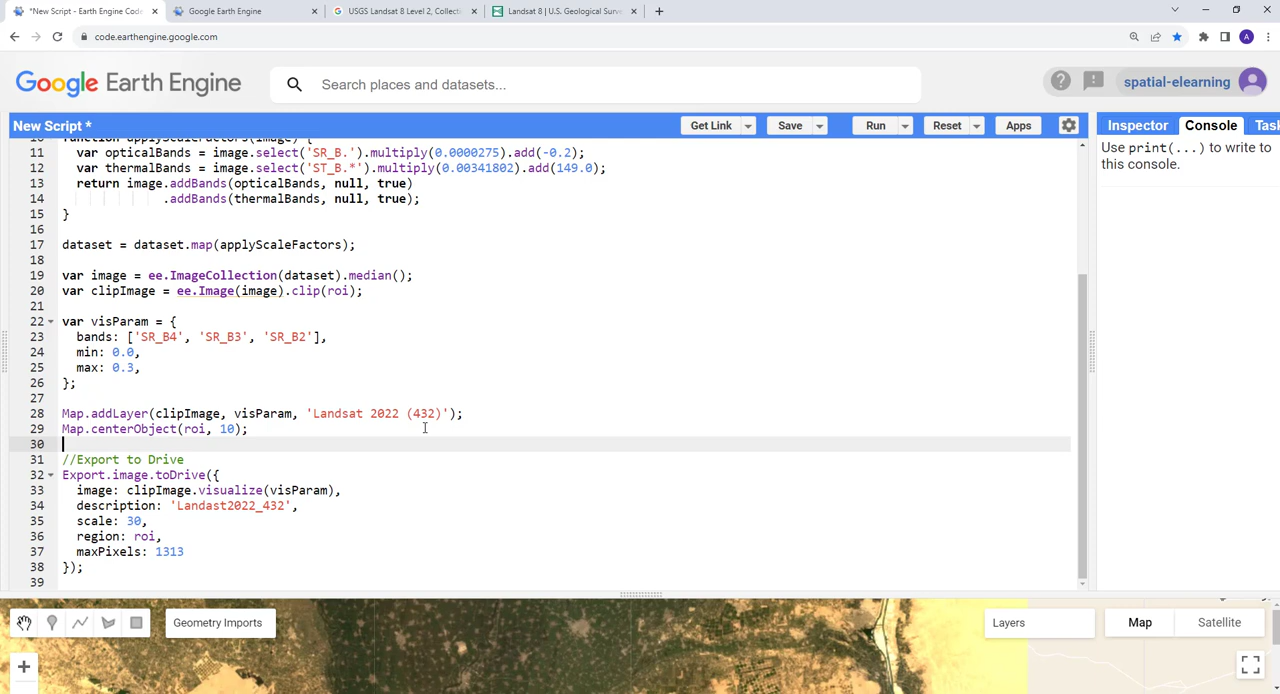 *New Script - Earth Engine Code
Google Earth Engine
USGS Landsat 8 Level 2, Collecti
Landsat 8 | U.S. Geological Surve
code.earthengine.google.com
A
Google Earth Engine
Search places and datasets...
spatial-elearning
New Script *
Get Link
Save
Run
Reset
Apps
Inspector
Console
Task
Use print(...) to write to
this console.
10 function applyScaleFactors(image) {
11 var opticalBands = image.select('SR_B.').multiply(0.0000275).add(-0.2);
12 var thermalBands = image.select('ST_B.*').multiply(0.00341802).add(149.0);
13 return image.addBands(opticalBands, null, true)
14 .addBands(thermalBands, null, true);
15 }
16
17 dataset = dataset.map(applyScaleFactors);
18
19 var image = ee.ImageCollection(dataset).median();
20 var clipImage = ee.Image(image).clip(roi);
21
22 var visParam = {
23 bands: ['SR_B4', 'SR_B3', 'SR_B2'],
24 min: 0.0,
25 max: 0.3,
26 };
27
28 Map.addLayer(clipImage, visParam, 'Landsat 2022 (432)');
29 Map.centerObject(roi, 10);
30
31 //Export to Drive
32 Export.image.toDrive({
33 image: clipImage.visualize(visParam),
34 description: 'Landast2022_432',
35 scale: 30,
36 region: roi,
37 maxPixels: 1313
38 });
39
Geometry Imports
Layers
Map
Satellite